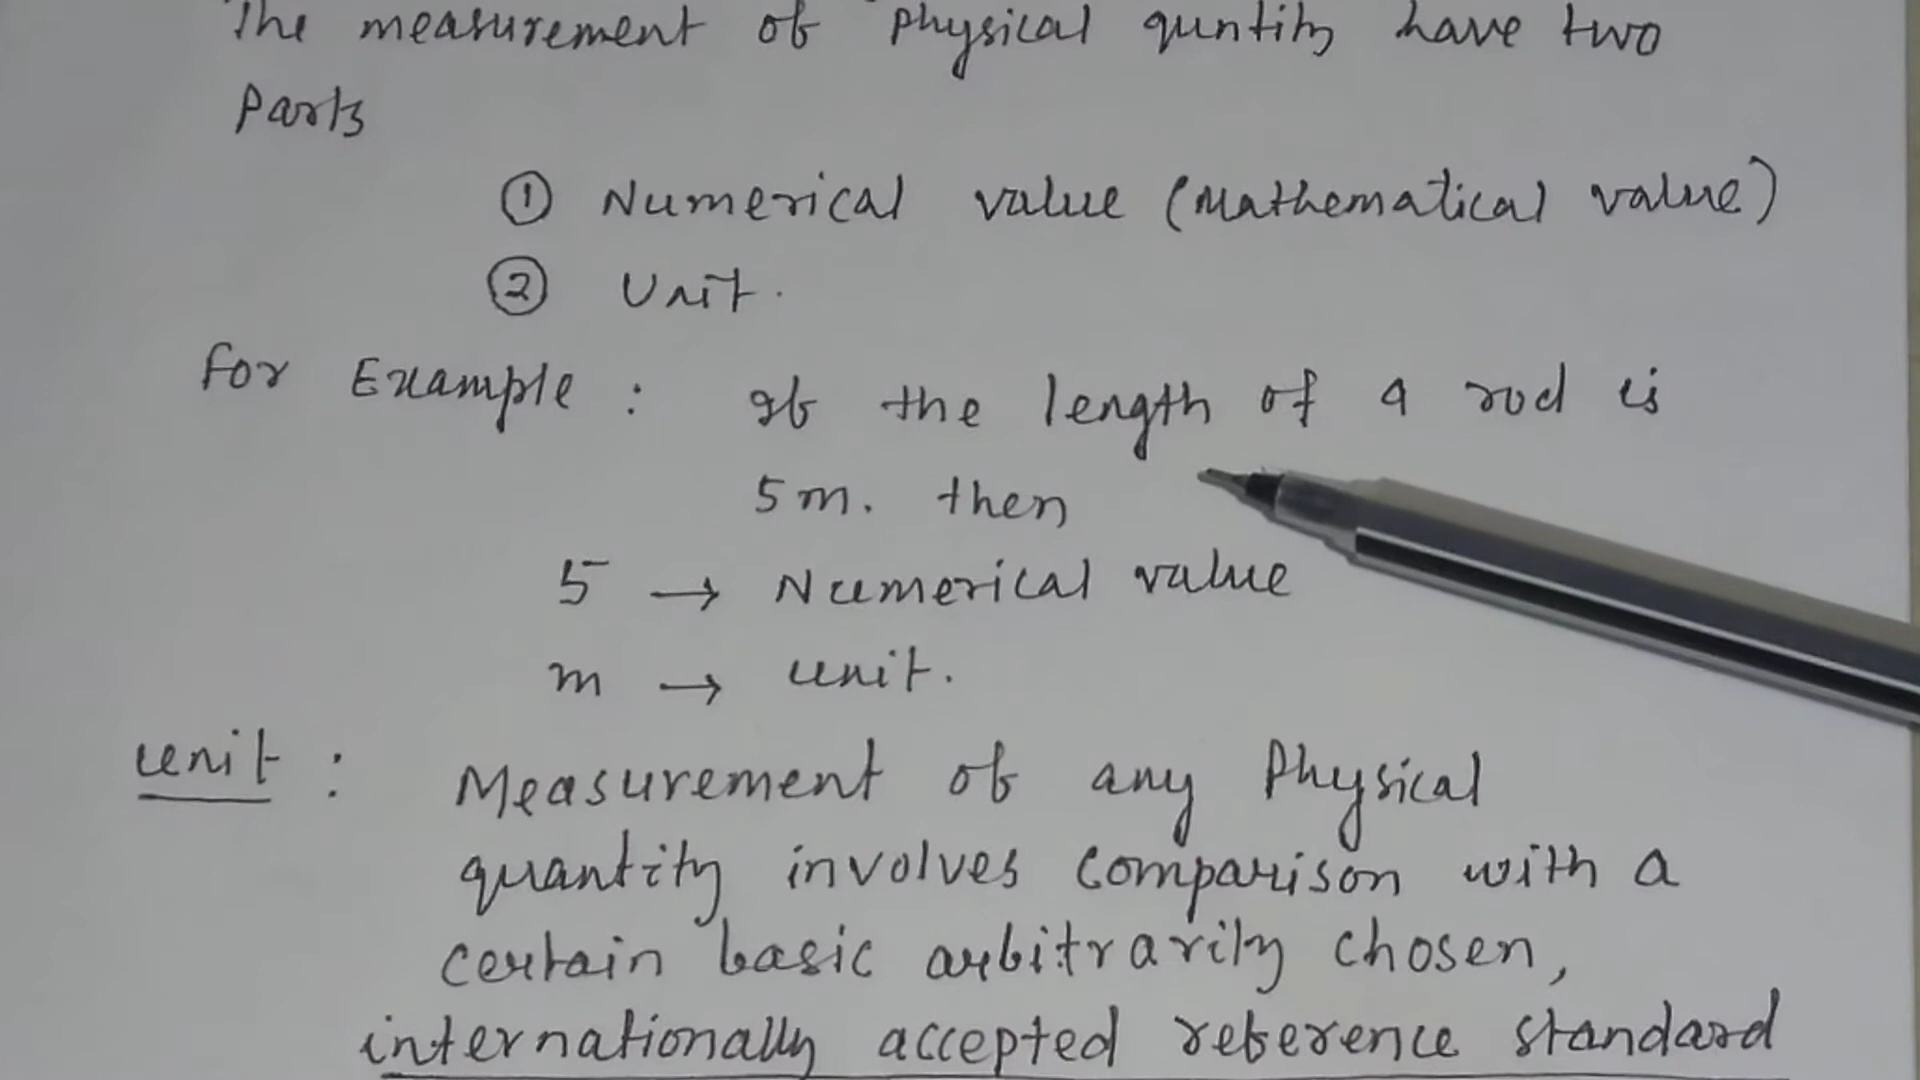 The measurement of Physical quntity have two
Parts
① Numerical value (Mathematical value)
② Unit.
For Example : If the length of a rod is
5m. then
5 → Numerical value
m → unit.
unit : Measurement of any Physical
quantity involves comparison with a
certain basic arbitrarily chosen,
internationally accepted reference standard